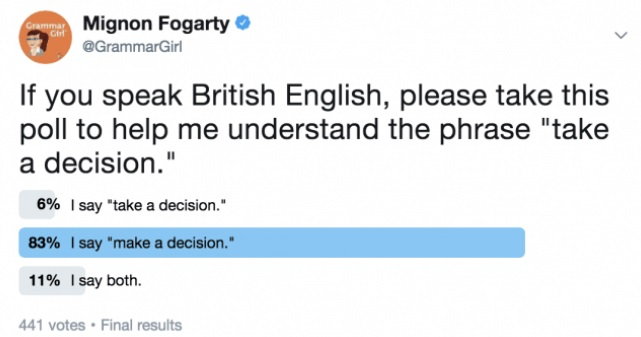 Grammar
Girl
Mignon Fogarty
@GrammarGirl
If you speak British English, please take this
poll to help me understand the phrase "take
a decision."
6% I say "take a decision."
83% I say "make a decision."
11% I say both.
441 votes • Final results